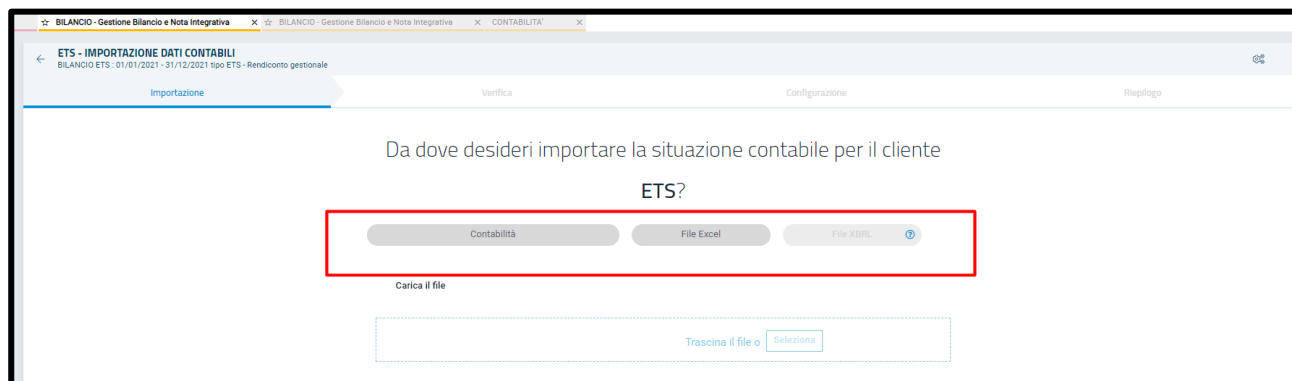 ☆ BILANCIO - Gestione Bilancio e Nota Integrativa X ☆ BILANCIO - Gestione Bilancio e Nota Integrativa X CONTABILITA' X
← ETS - IMPORTAZIONE DATI CONTABILI
BILANCIO ETS : 01/01/2021 - 31/12/2021 tipo ETS - Rendiconto gestionale
Importazione Verifica Configurazione Riepilogo
Da dove desideri importare la situazione contabile per il cliente
ETS?
Contabilità File Excel File XBRL ?
Carica il file
Trascina il file o Seleziona